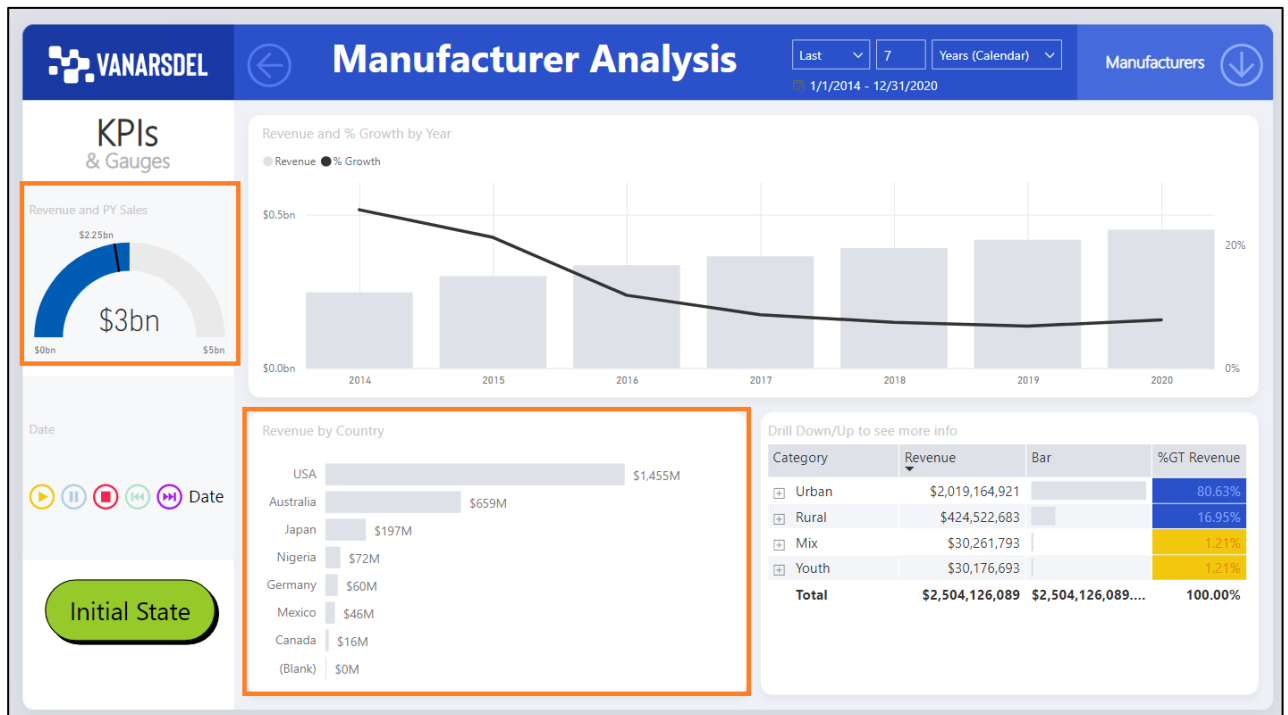 VANARSDEL
Manufacturer Analysis
Last 7 Years (Calendar)
1/1/2014 - 12/31/2020
Manufacturers
KPIs
& Gauges
Revenue and PY Sales
$2.25bn
$3bn
$0bn $5bn
Date
Date
Initial State
Revenue and % Growth by Year
Revenue % Growth
$0.5bn
20%
$0.0bn
0%
2014 2015 2016 2017 2018 2019 2020
Revenue by Country
USA $1,455M
Australia $659M
Japan $197M
Nigeria $72M
Germany $60M
Mexico $46M
Canada $16M
(Blank) $0M
Drill Down/Up to see more info
Category Revenue Bar %GT Revenue
Urban $2,019,164,921 80.63%
Rural $424,522,683 16.95%
Mix $30,261,793 1.21%
Youth $30,176,693 1.21%
Total $2,504,126,089 $2,504,126,089.... 100.00%